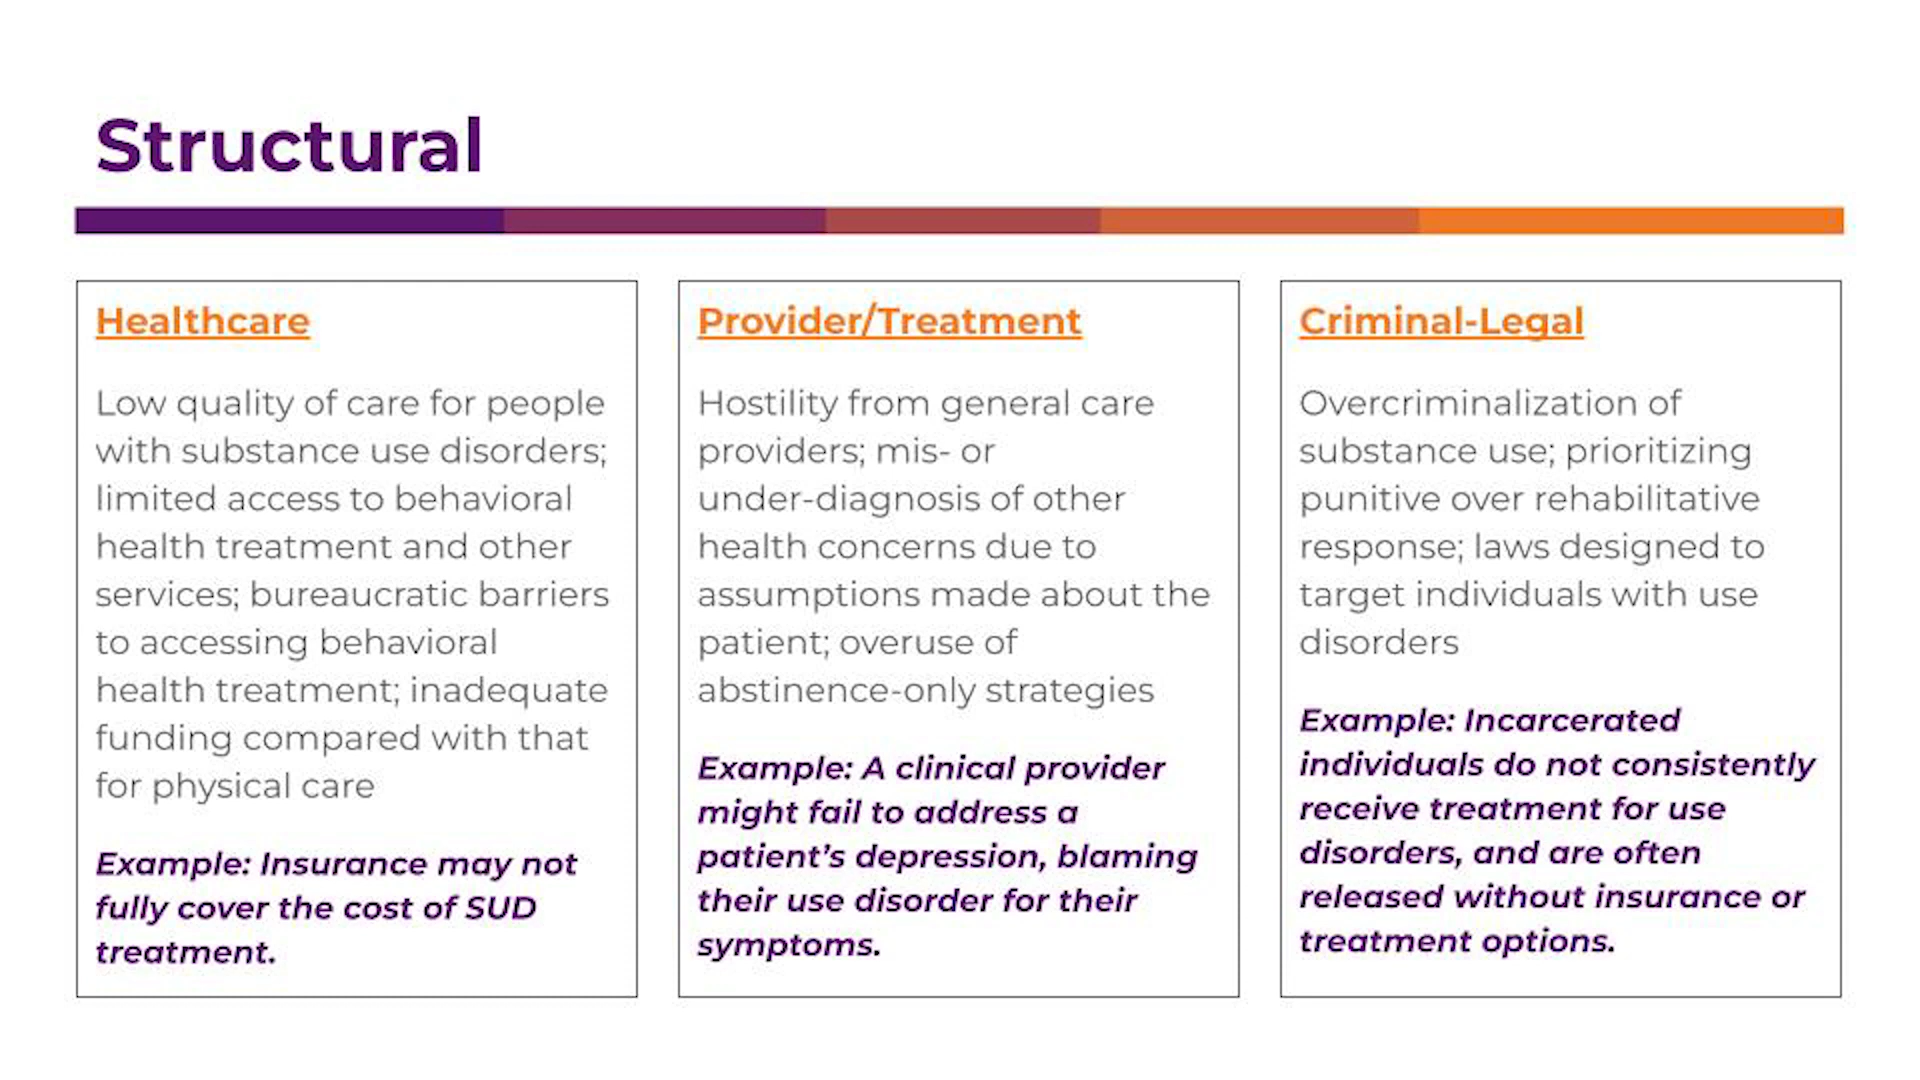 Structural
Healthcare
Low quality of care for people
with substance use disorders;
limited access to behavioral
health treatment and other
services; bureaucratic barriers
to accessing behavioral
health treatment; inadequate
funding compared with that
for physical care
Example: Insurance may not
fully cover the cost of SUD
treatment.
Provider/Treatment
Hostility from general care
providers; mis- or
under-diagnosis of other
health concerns due to
assumptions made about the
patient; overuse of
abstinence-only strategies
Example: A clinical provider
might fail to address a
patient’s depression, blaming
their use disorder for their
symptoms.
Criminal-Legal
Overcriminalization of
substance use; prioritizing
punitive over rehabilitative
response; laws designed to
target individuals with use
disorders
Example: Incarcerated
individuals do not consistently
receive treatment for use
disorders, and are often
released without insurance or
treatment options.